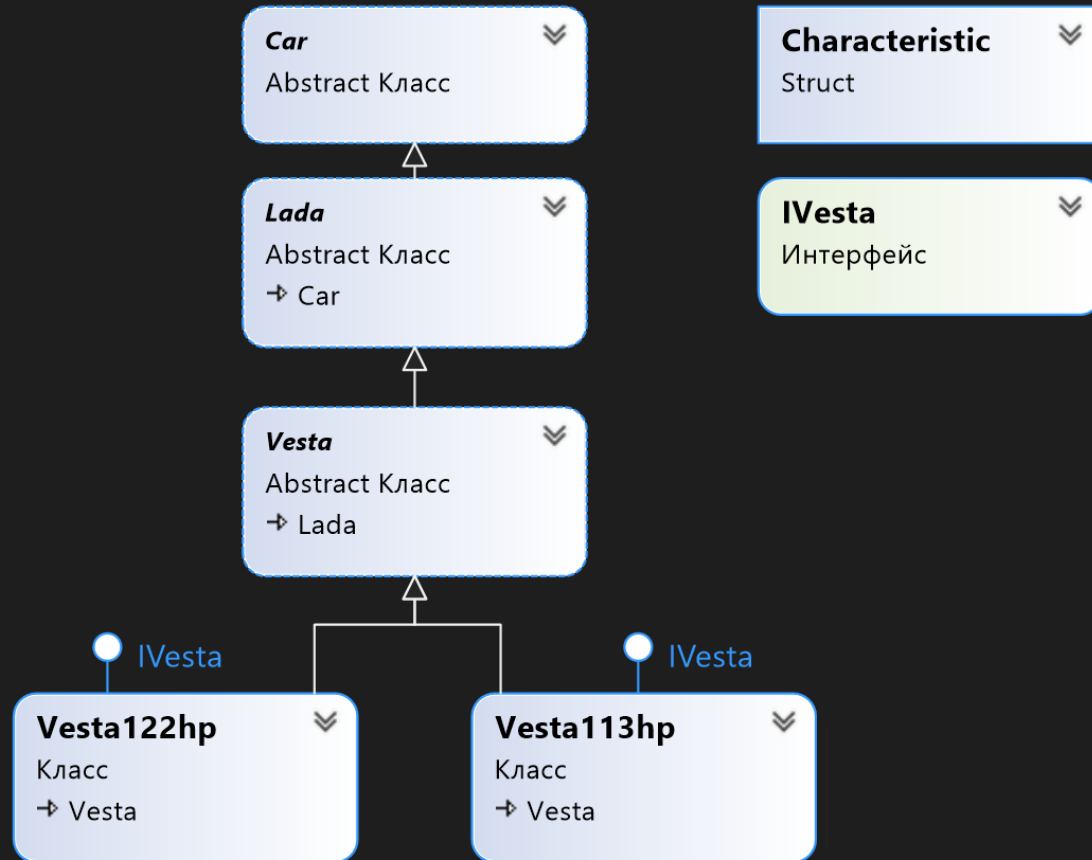 Car
Abstract Класс
Characteristic
Struct
Lada
Abstract Класс
Car
IVesta
Интерфейс
Vesta
Abstract Класс
Lada
IVesta
IVesta
Vesta122hp
Класс
Vesta
Vesta113hp
Класс
Vesta